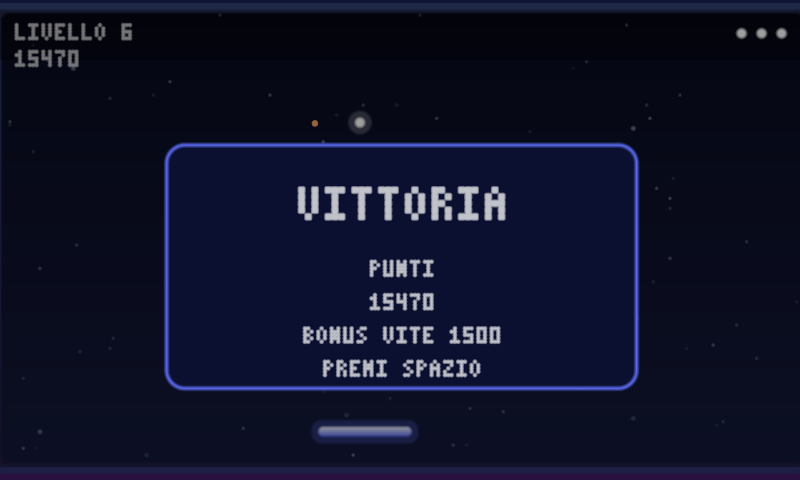 LIVELLO 6
15470
VITTORIA
PUNTI
15470
BONUS VITE 1500
PREMI SPAZIO